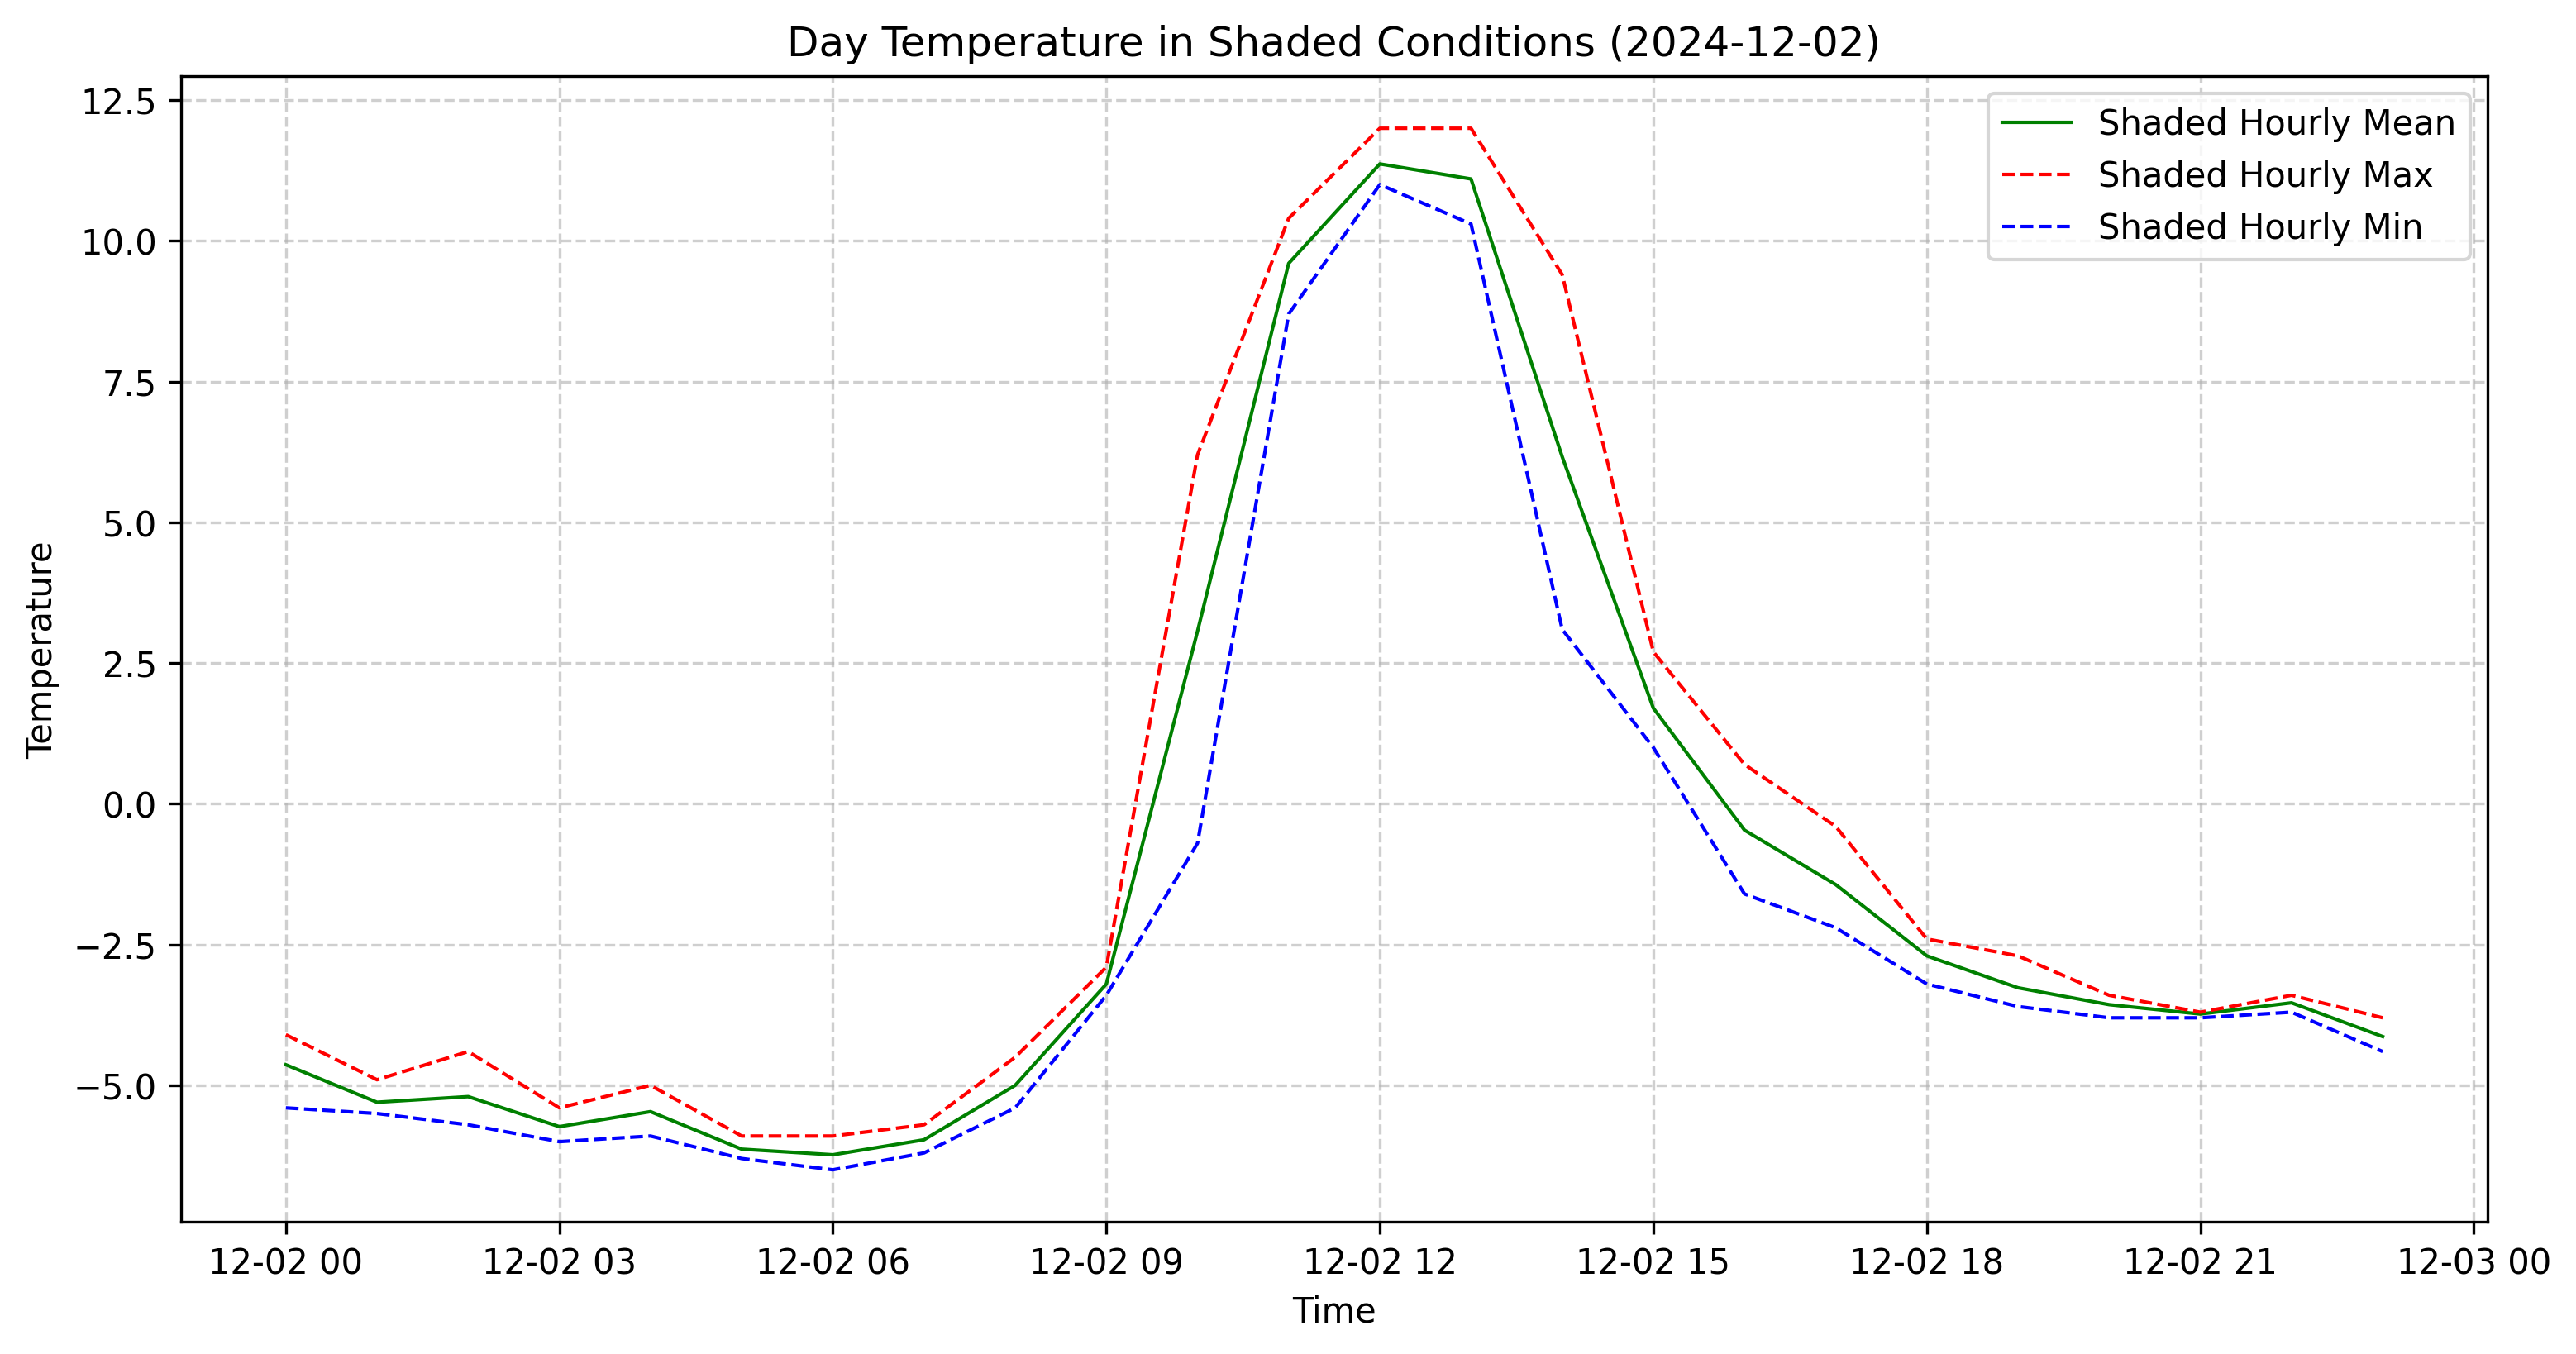 Day Temperature in Shaded Conditions (2024-12-02)
12.5
10.0
7.5
5.0
2.5
0.0
−2.5
−5.0
Temperature
Shaded Hourly Mean
Shaded Hourly Max
Shaded Hourly Min
12-02 00 12-02 03 12-02 06 12-02 09 12-02 12 12-02 15 12-02 18 12-02 21 12-03 00
Time